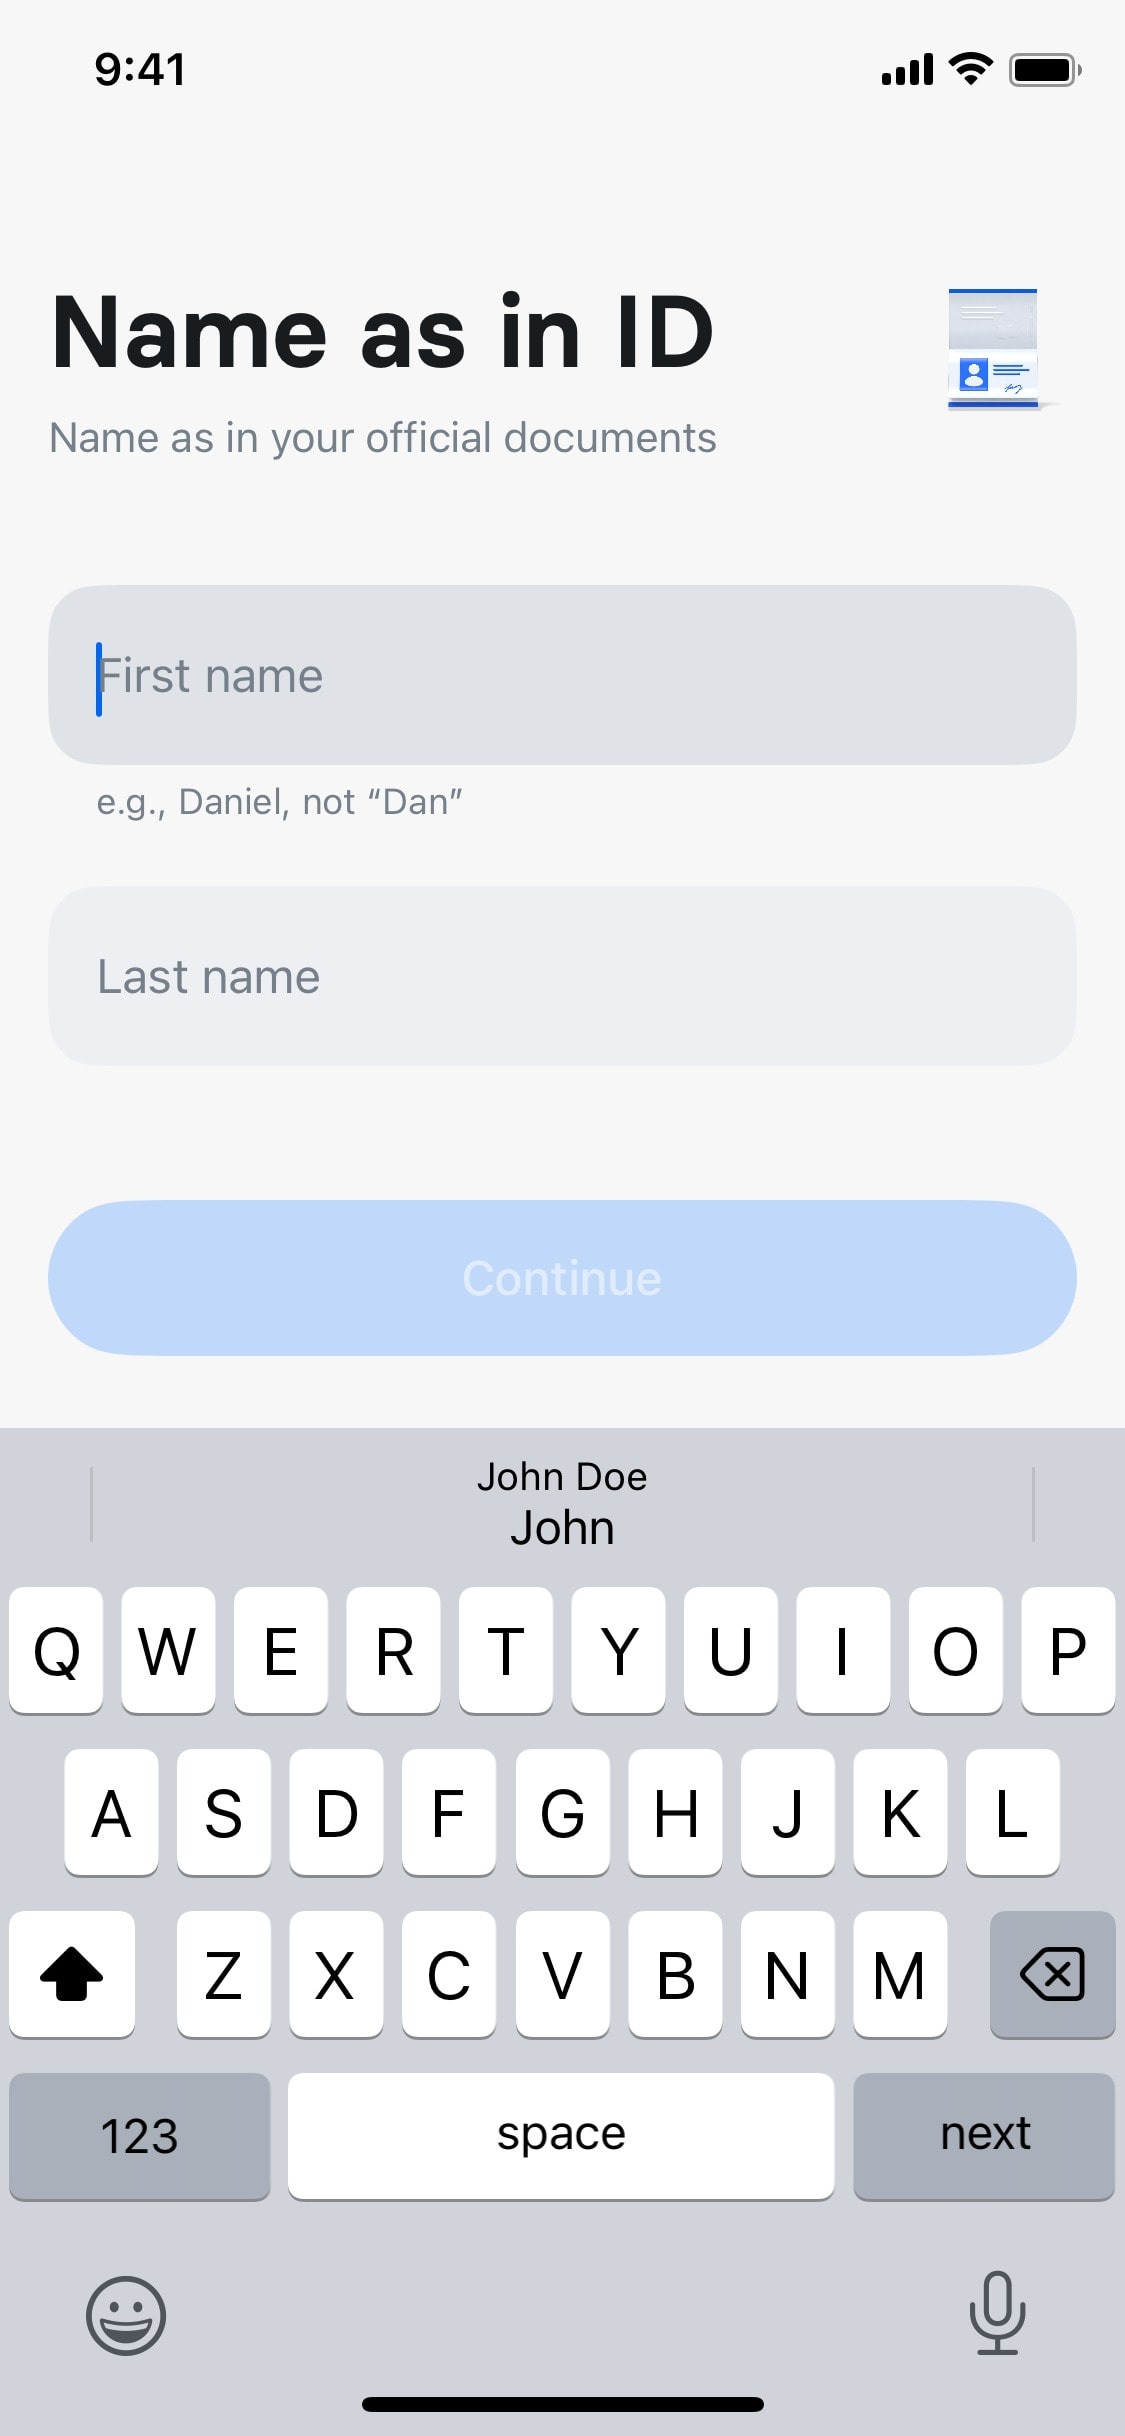 9:41
Name as in ID
Name as in your official documents
First name
e.g., Daniel, not “Dan”
Last name
Continue
John Doe
John
Q W E R T Y U I O P
A S D F G H J K L
Z X C V B N M
123 space next